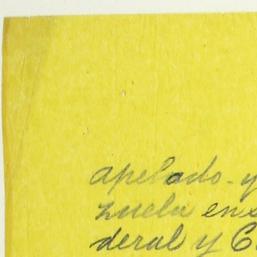 apelado - y
zuela en
deral y C